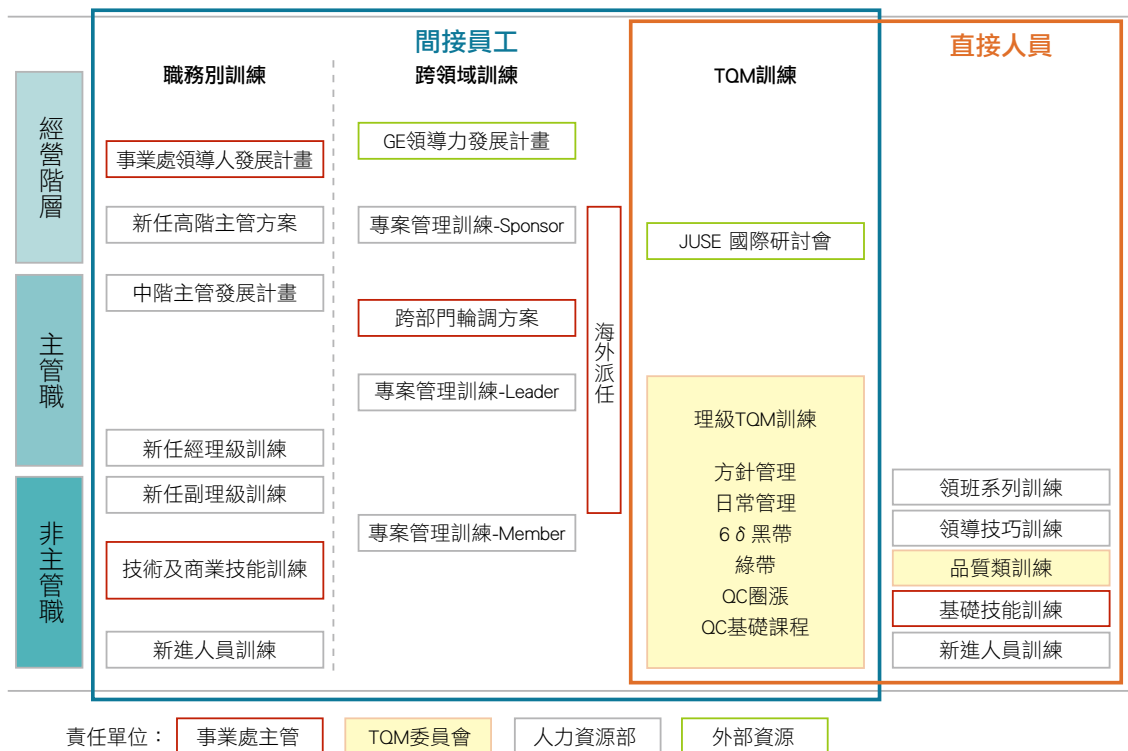 間接員工
直接人員
職務別訓練
跨領域訓練
TQM訓練
經營階層
主管職
非主管職
事業處領導人發展計畫
新任高階主管方案
中階主管發展計畫
新任經理級訓練
新任副理級訓練
技術及商業技能訓練
新進人員訓練
GE領導力發展計畫
專案管理訓練-Sponsor
跨部門輪調方案
專案管理訓練-Leader
專案管理訓練-Member
海外派任
JUSE 國際研討會
理級TQM訓練
方針管理
日常管理
6δ黑帶
綠帶
QC圈漲
QC基礎課程
領班系列訓練
領導技巧訓練
品質類訓練
基礎技能訓練
新進人員訓練
責任單位：
事業處主管
TQM委員會
人力資源部
外部資源